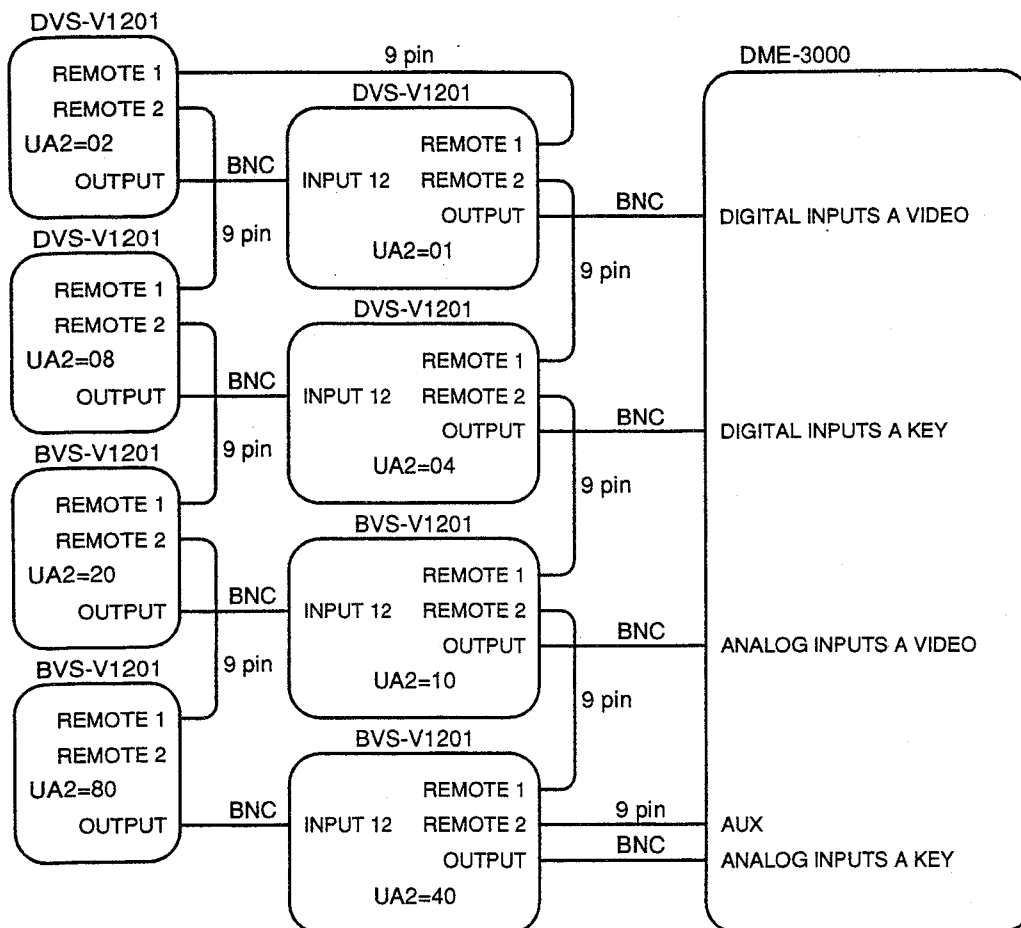 DVS-V1201
REMOTE 1
REMOTE 2
UA2=02
OUTPUT
9 pin
BNC
9 pin
DVS-V1201
REMOTE 1
REMOTE 2
INPUT 12
OUTPUT
UA2=01
BNC
9 pin
DVS-V1201
REMOTE 1
REMOTE 2
UA2=08
OUTPUT
BNC
9 pin
DVS-V1201
REMOTE 1
REMOTE 2
INPUT 12
OUTPUT
UA2=04
BNC
9 pin
BVS-V1201
REMOTE 1
REMOTE 2
UA2=20
OUTPUT
BNC
9 pin
BVS-V1201
REMOTE 1
REMOTE 2
INPUT 12
OUTPUT
UA2=10
BNC
9 pin
BVS-V1201
REMOTE 1
REMOTE 2
UA2=80
OUTPUT
BNC
BVS-V1201
REMOTE 1
REMOTE 2
INPUT 12
OUTPUT
UA2=40
9 pin
BNC
DME-3000
DIGITAL INPUTS A VIDEO
DIGITAL INPUTS A KEY
ANALOG INPUTS A VIDEO
AUX
ANALOG INPUTS A KEY